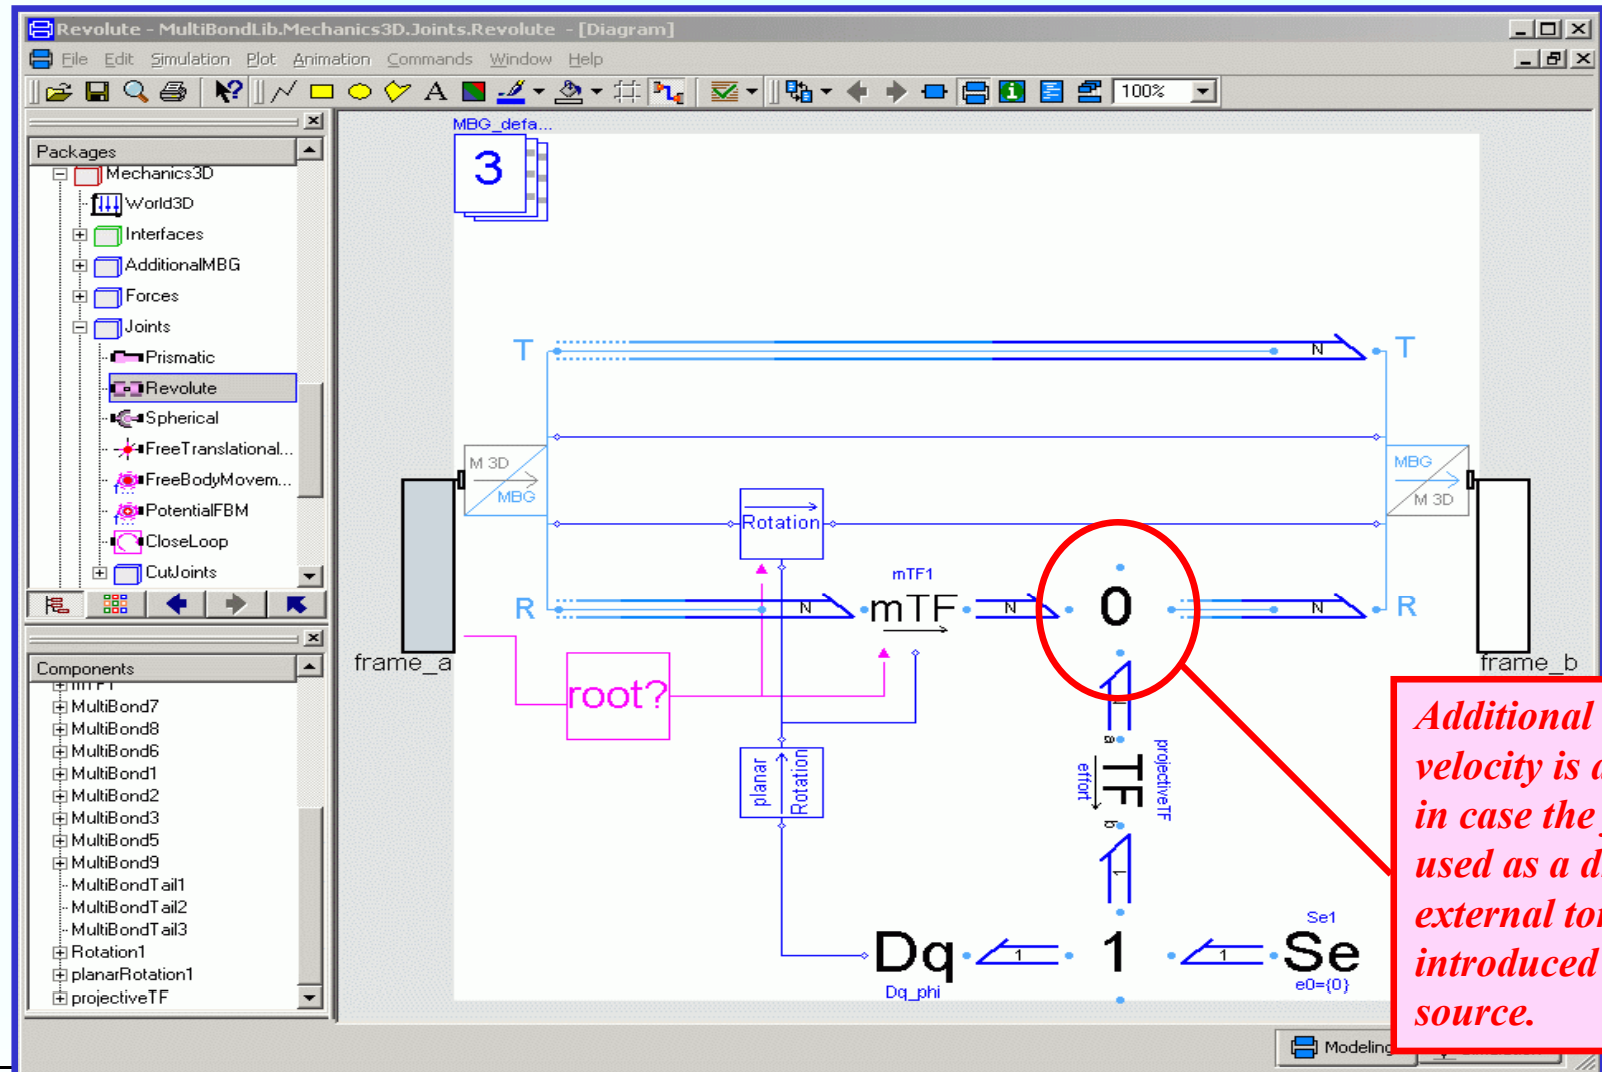 Revolute - MultiBondLib.Mechanics3D.Joints.Revolute - [Diagram]
File Edit Simulation Plot Animation Commands Window Help
100%
Packages
Mechanics3D
World3D
Interfaces
AdditionalMBG
Forces
Joints
Prismatic
Revolute
Spherical
FreeTranslational...
FreeBodyMovem...
PotentialFBM
CloseLoop
CutJoints
Components
mTF1
MultiBond7
MultiBond8
MultiBond6
MultiBond1
MultiBond2
MultiBond3
MultiBond5
MultiBond9
MultiBondTail1
MultiBondTail2
MultiBondTail3
Rotation1
planarRotation1
projectiveTF
MBG_defa...
3
T
N
T
M 3D
MBG
MBG
M 3D
Rotation
mTF1
R
N
mTF
N
0
N
R
frame_a
frame_b
root?
planar
Rotation
a
effort
TF
projectiveTF
b
1
Dq
Dq_phi
1
1
1
Se1
Se
e0={0}
Additional
velocity is
in case the
used as a
external
introduced
source.
Modeling